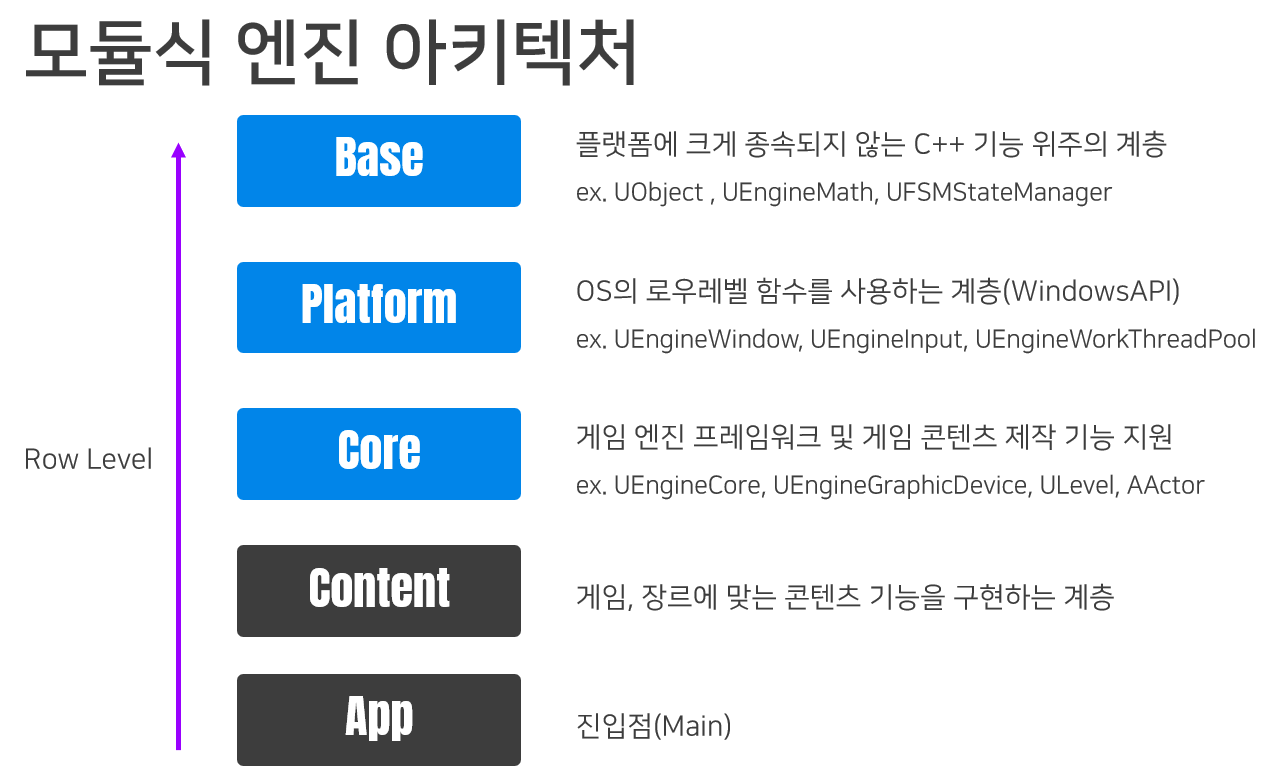 모듈식 엔진 아키텍처
Base
플랫폼에 크게 종속되지 않는 C++ 기능 위주의 계층
ex. UObject , UEngineMath, UFSMStateManager
Platform
OS의 로우레벨 함수를 사용하는 계층(WindowsAPI)
ex. UEngineWindow, UEngineInput, UEngineWorkThreadPool
Row Level
Core
게임 엔진 프레임워크 및 게임 콘텐츠 제작 기능 지원
ex. UEngineCore, UEngineGraphicDevice, ULevel, AActor
Content
게임, 장르에 맞는 콘텐츠 기능을 구현하는 계층
App
진입점(Main)